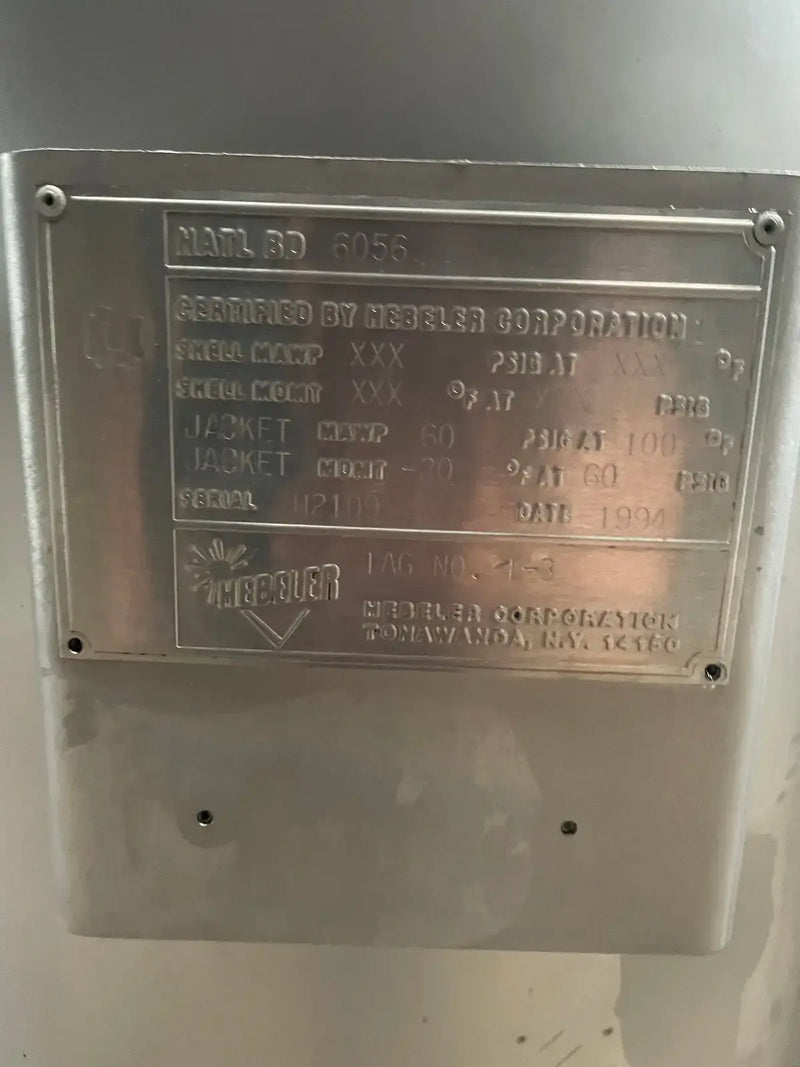 NATL BD 6056
CERTIFIED BY HEBELER CORPORATION
SHELL MAWP XXX PSIG AT XXX °F
SHELL MDMT XXX °F AT XXX PSIG
JACKET MAWP 60 PSIG AT 100 °F
JACKET MDMT -20 °F AT 60 PSIG
SERIAL H2109 DATE 1994
HEBELER
TAG NO. 1-3
HEBELER CORPORATION
TONAWANDA, N.Y. 14150